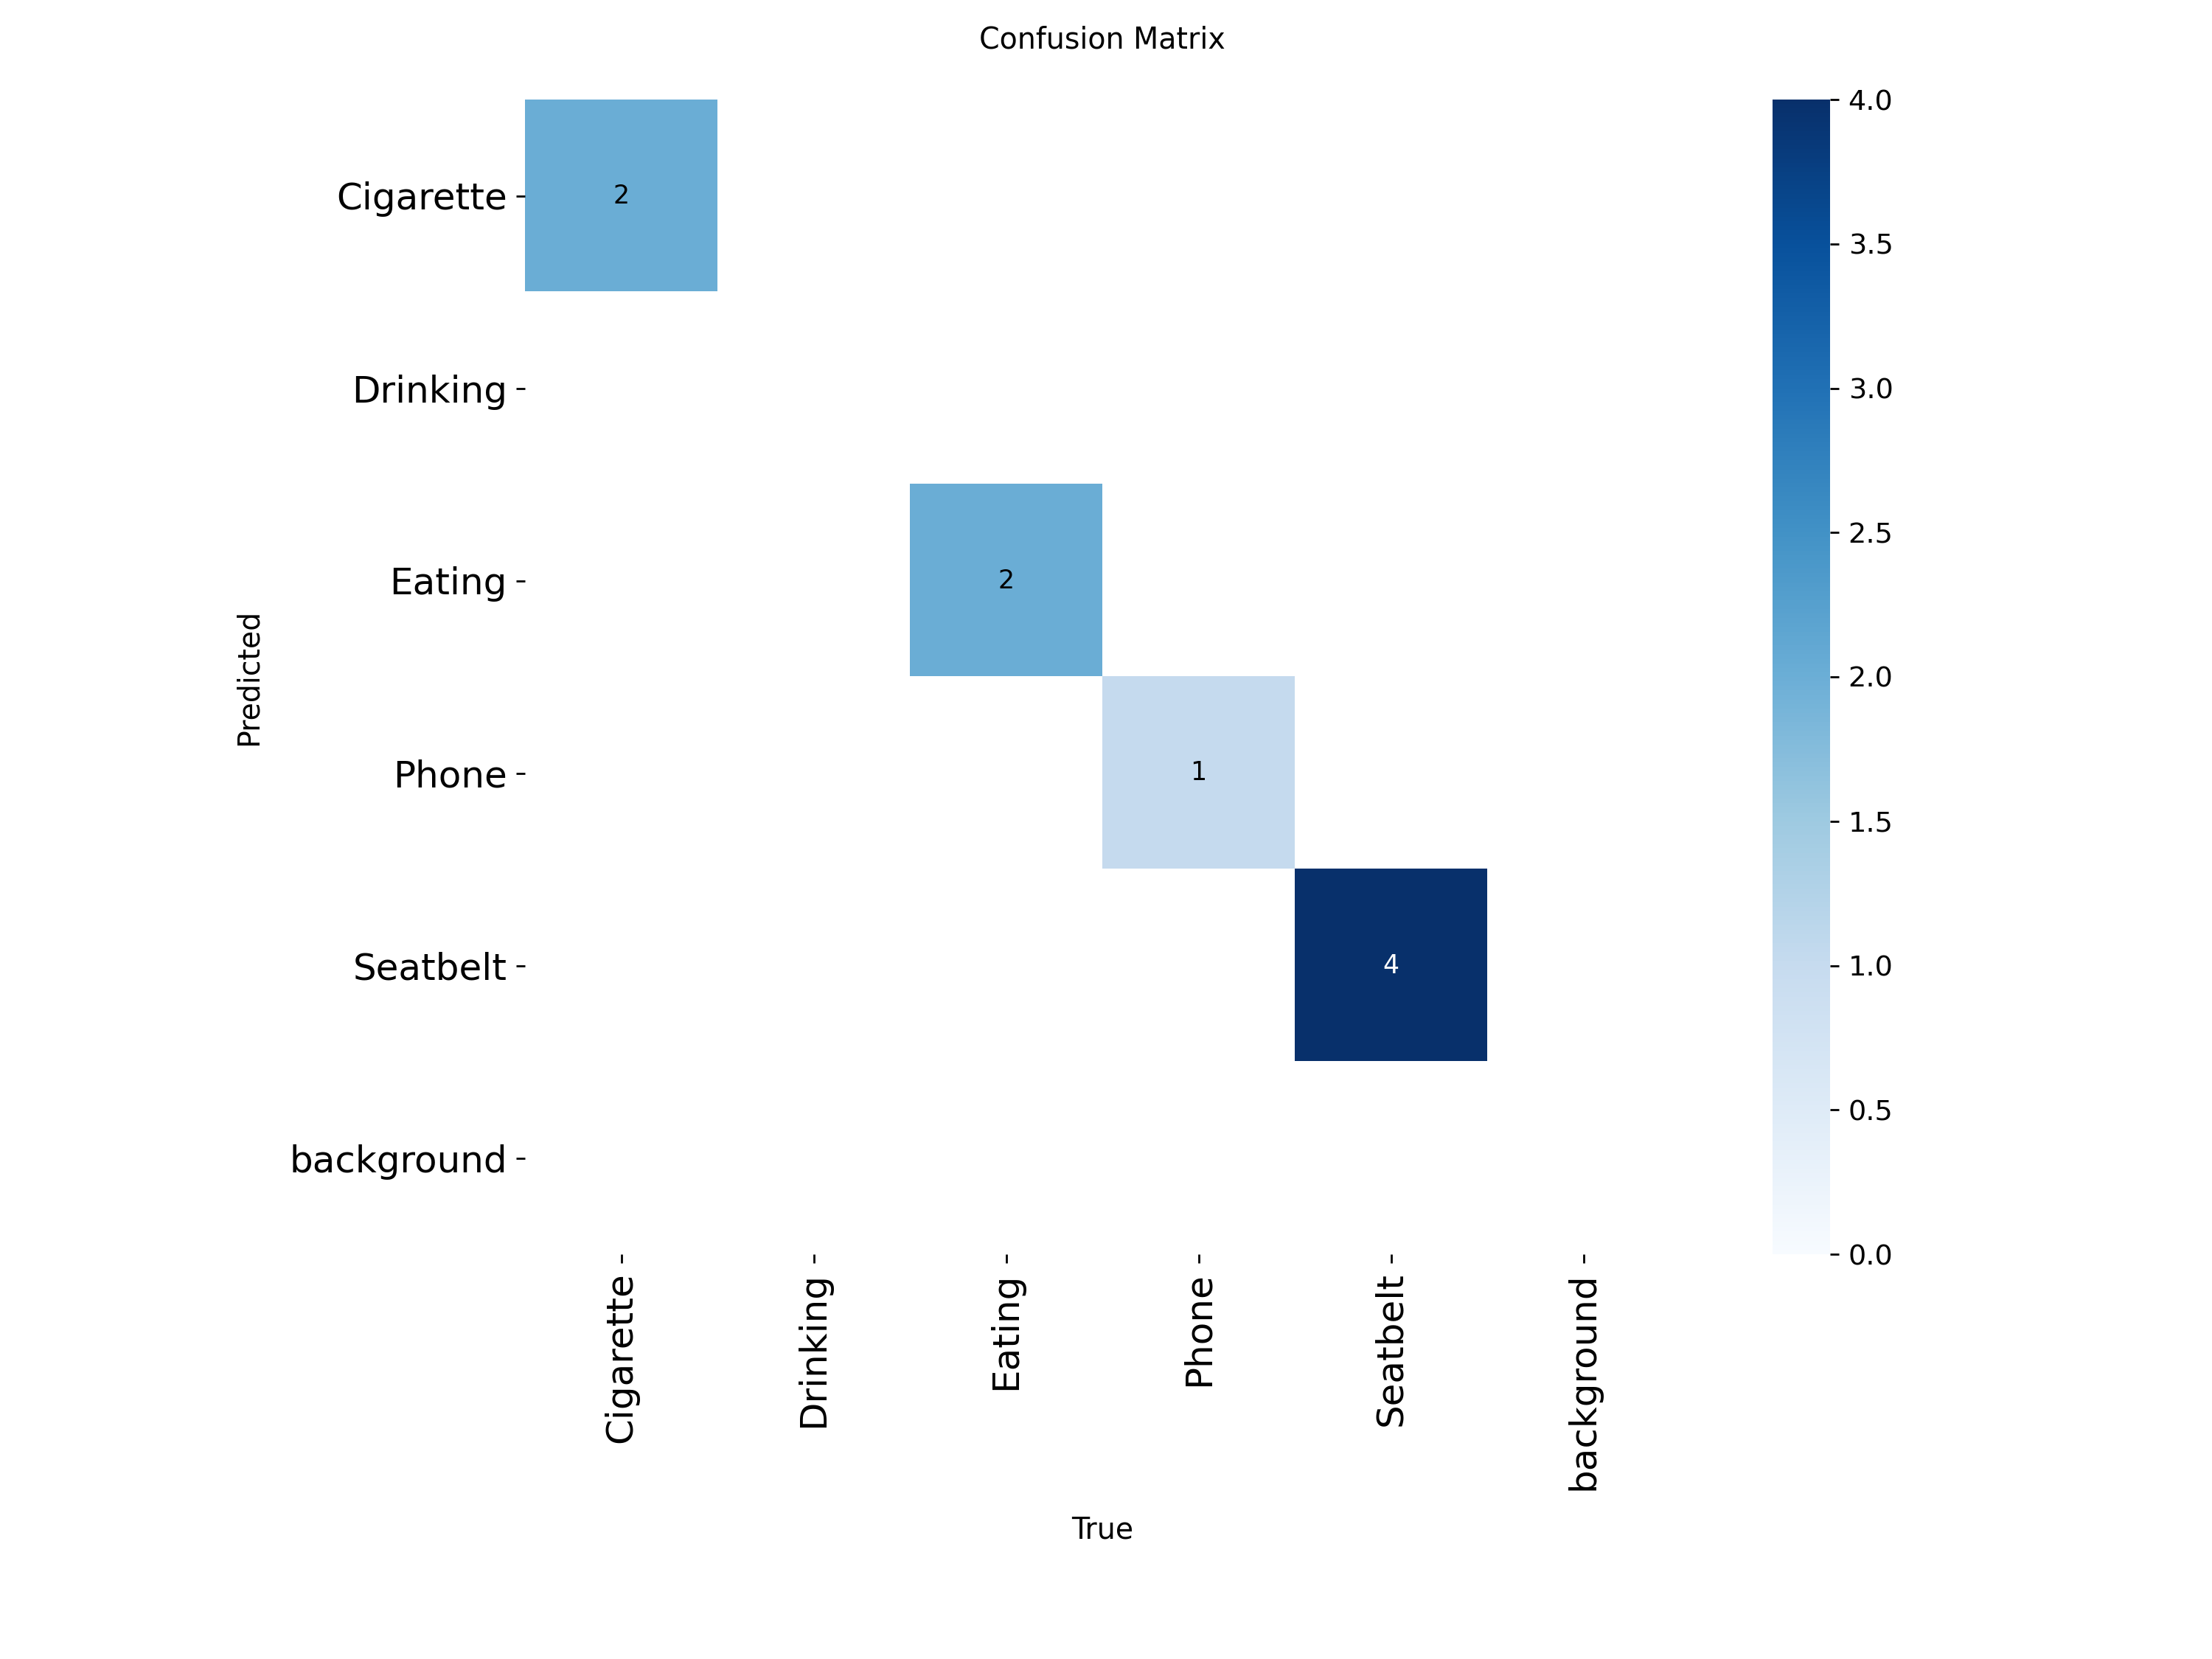 Confusion Matrix
Cigarette
Drinking
Eating
Phone
Seatbelt
background
Predicted
2
2
1
4
4.0
3.5
3.0
2.5
2.0
1.5
1.0
0.5
0.0
Cigarette
Drinking
Eating
Phone
Seatbelt
background
True